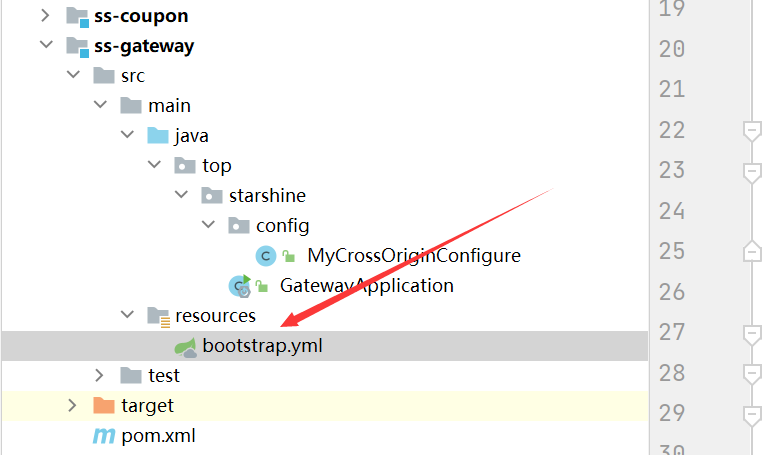 ss-coupon
ss-gateway
src
main
java
top
starshine
config
MyCrossOriginConfigure
GatewayApplication
resources
bootstrap.yml
test
target
pom.xml
19
20
21
22
23
24
25
26
27
28
29
30